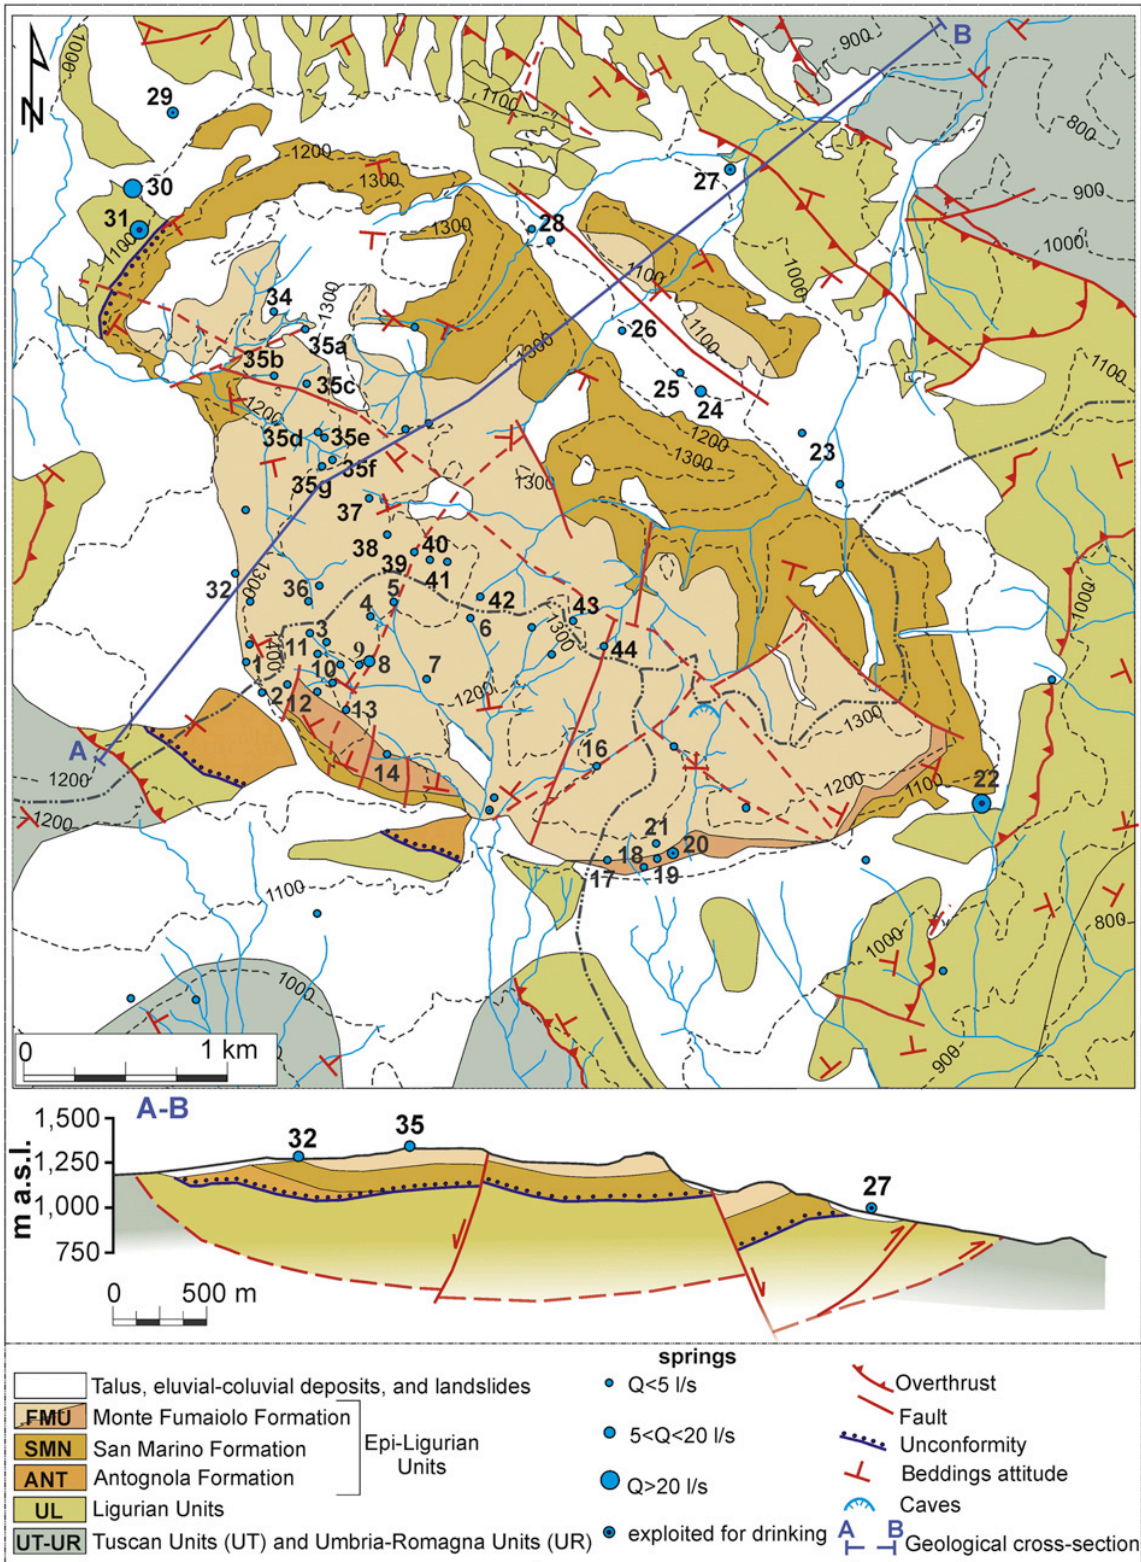 1000
900
B
900
29
1100
800
1200
27
900
30
1300
28
31
1300
1100
1000
1100
1000
34
1300
26
1100
35a
1300
1100
35b
35c
25
24
1200
1200
35d
35e
1300
23
35f
35g
1300
37
38
40
39
41
1300
32
36
5
4
42
43
1000
6
1300
3
1400
11
44
1
9
8
10
7
2
12
1200
13
1300
A
16
1200
14
1200
1100
22
1200
21
20
18
17
19
1100
1000
800
1000
900
N
0 1 km
A-B
1,500
1,250
1,000
750
m a.s.l.
32
35
27
0 500 m
springs
Talus, eluvial-coluvial deposits, and landslides
FMU Monte Fumaiolo Formation
SMN San Marino Formation
ANT Antognola Formation
Epi-Ligurian
Units
UL Ligurian Units
UT-UR Tuscan Units (UT) and Umbria-Romagna Units (UR)
Q<5 l/s
5<Q<20 l/s
Q>20 l/s
exploited for drinking
Overthrust
Fault
Unconformity
Beddings attitude
Caves
A B
Geological cross-section